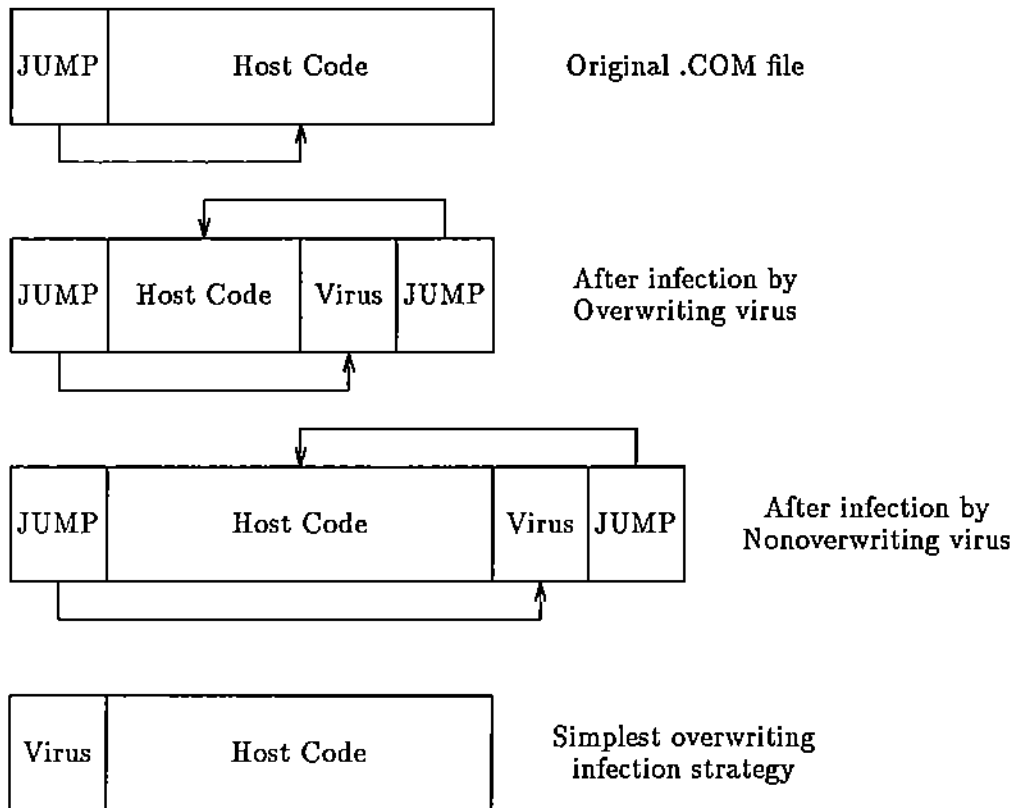 JUMP Host Code Original .COM file
JUMP Host Code Virus JUMP
After infection by
Overwriting virus
JUMP Host Code Virus JUMP
After infection by
Nonoverwriting virus
Virus Host Code
Simplest overwriting
infection strategy